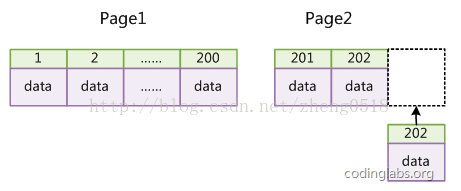 Page1
Page2
1 2 ...... 200
201 202
data data ...... data
data data
http://blog.csdn.net/zheng0518
202
data
codinglabs.org